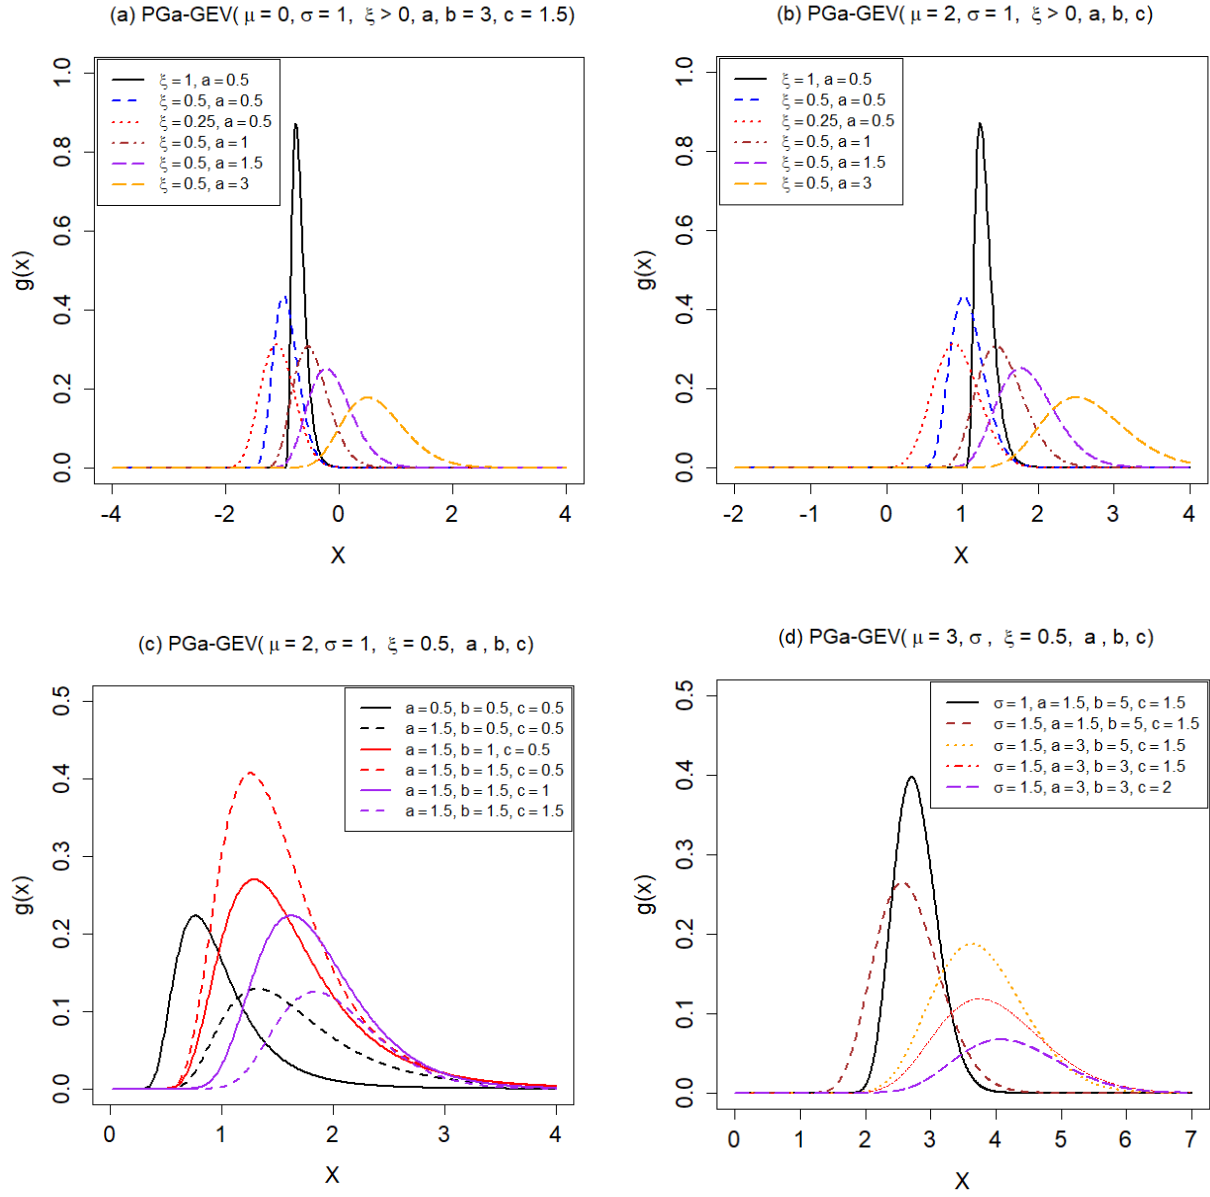 (a) PGa-GEV( μ = 0, σ = 1, ξ > 0, a, b = 3, c = 1.5)
ξ = 1, a = 0.5
ξ = 0.5, a = 0.5
ξ = 0.25, a = 0.5
ξ = 0.5, a = 1
ξ = 0.5, a = 1.5
ξ = 0.5, a = 3
1.0
0.8
0.6
0.4
0.2
0.0
g(x)
-4 -2 0 2 4
X
(b) PGa-GEV( μ = 2, σ = 1, ξ > 0, a, b, c)
ξ = 1, a = 0.5
ξ = 0.5, a = 0.5
ξ = 0.25, a = 0.5
ξ = 0.5, a = 1
ξ = 0.5, a = 1.5
ξ = 0.5, a = 3
1.0
0.8
0.6
0.4
0.2
0.0
g(x)
-2 -1 0 1 2 3 4
X
(c) PGa-GEV( μ = 2, σ = 1, ξ = 0.5, a , b, c)
a = 0.5, b = 0.5, c = 0.5
a = 1.5, b = 0.5, c = 0.5
a = 1.5, b = 1, c = 0.5
a = 1.5, b = 1.5, c = 0.5
a = 1.5, b = 1.5, c = 1
a = 1.5, b = 1.5, c = 1.5
0.5
0.4
0.3
0.2
0.1
0.0
g(x)
0 1 2 3 4
X
(d) PGa-GEV( μ = 3, σ , ξ = 0.5, a , b, c)
σ = 1, a = 1.5, b = 5, c = 1.5
σ = 1.5, a = 1.5, b = 5, c = 1.5
σ = 1.5, a = 3, b = 5, c = 1.5
σ = 1.5, a = 3, b = 3, c = 1.5
σ = 1.5, a = 3, b = 3, c = 2
0.5
0.4
0.3
0.2
0.1
0.0
g(x)
0 1 2 3 4 5 6 7
X